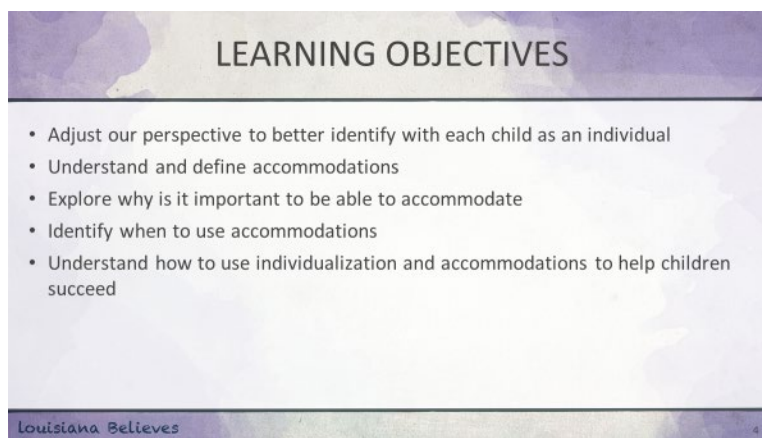 LEARNING OBJECTIVES
• Adjust our perspective to better identify with each child as an individual
• Understand and define accommodations
• Explore why is it important to be able to accommodate
• Identify when to use accommodations
• Understand how to use individualization and accommodations to help children
succeed
Louisiana Believes
4